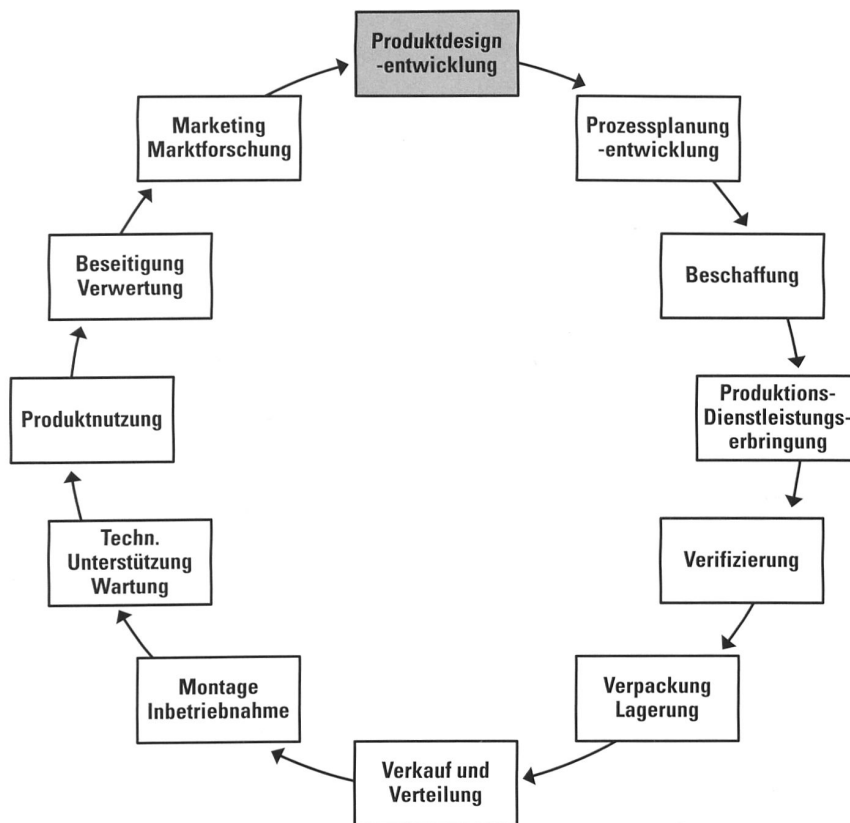 Produktdesign
-entwicklung
Prozessplanung
-entwicklung
Beschaffung
Produktions-
Dienstleistungs-
erbringung
Verifizierung
Verpackung
Lagerung
Verkauf und
Verteilung
Montage
Inbetriebnahme
Techn.
Unterstützung
Wartung
Produktnutzung
Beseitigung
Verwertung
Marketing
Marktforschung